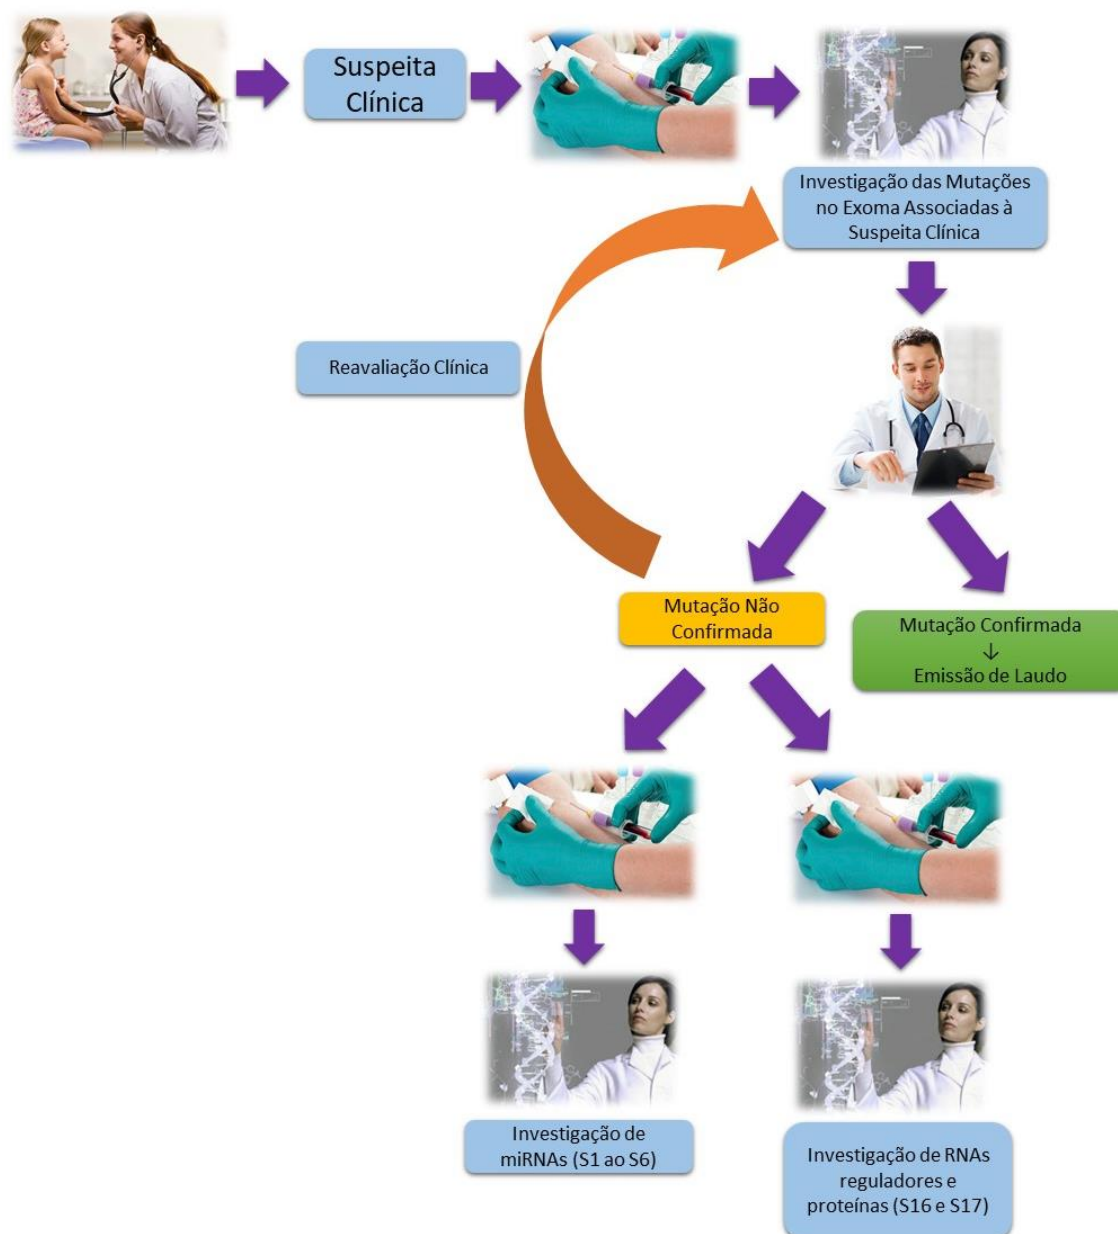 Suspeita
Clínica
Investigação das Mutações
no Exoma Associadas à
Suspeita Clínica
Reavaliação Clínica
Mutação Não
Confirmada
Mutação Confirmada
↓
Emissão de Laudo
Investigação de
miRNAs (S1 ao S6)
Investigação de RNAs
reguladores e
proteínas (S16 e S17)